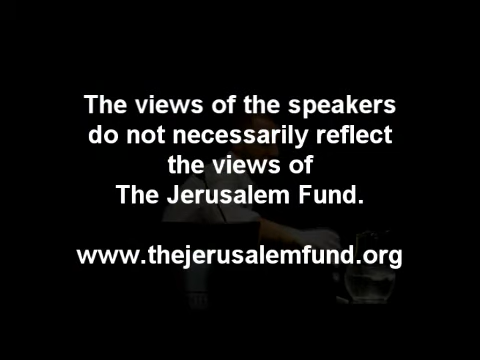 The views of the speakers
do not necessarily reflect
the views of
The Jerusalem Fund.
www.thejerusalemfund.org